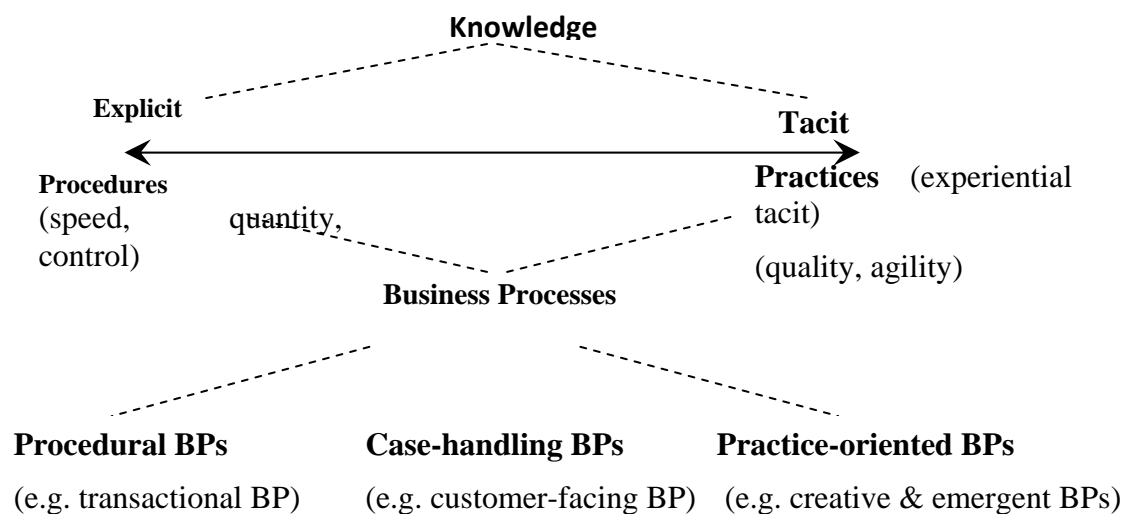 Knowledge
Explicit
Tacit
Procedures
(speed, quantity,
control)
Practices (experiential
tacit)
(quality, agility)
Business Processes
Procedural BPs
Case-handling BPs
Practice-oriented BPs
(e.g. transactional BP)
(e.g. customer-facing BP)
(e.g. creative & emergent BPs)